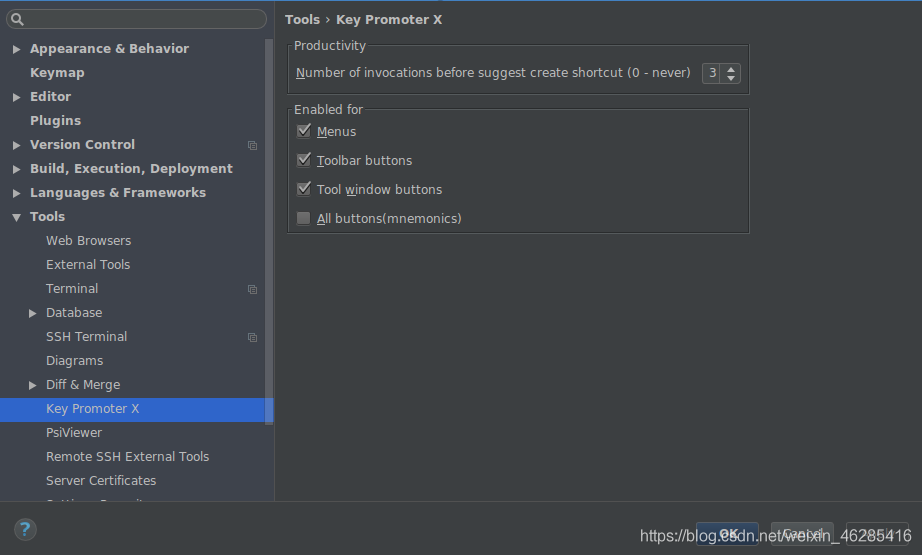 Tools › Key Promoter X
Appearance & Behavior
Keymap
Editor
Plugins
Version Control
Build, Execution, Deployment
Languages & Frameworks
Tools
Web Browsers
External Tools
Terminal
Database
SSH Terminal
Diagrams
Diff & Merge
Key Promoter X
PsiViewer
Remote SSH External Tools
Server Certificates
Productivity
Number of invocations before suggest create shortcut (0 - never) 3
Enabled for
Menus
Toolbar buttons
Tool window buttons
All buttons(mnemonics)
?
OK
Cancel
https://blog.csdn.net/weixin_46285416